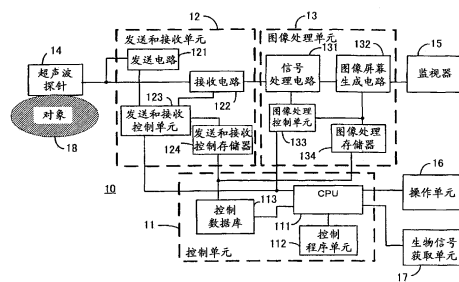 12
发送和接收单元
13
图像处理单元
14
超声波
探针
121
发送电路
接收电路
122
123
发送和接收
控制单元
发送和接收
控制存储器
124
131
信号
处理电路
132
图像屏幕
生成电路
图像处理
控制单元
133
图像处理
存储器
134
15
监视器
对象
18
10
11
控制
数据库
113
CPU
111
112
控制
程序单元
控制单元
16
操作单元
生物信号
获取单元
17